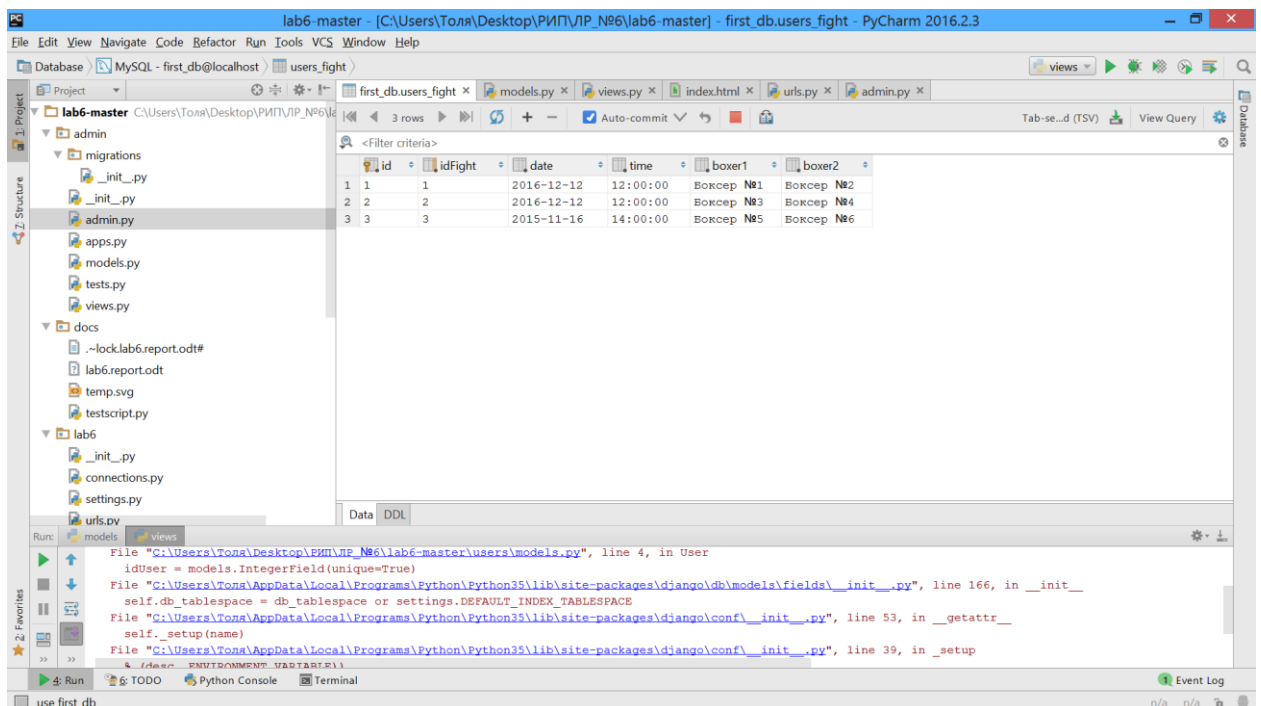 PC
lab6-master - [C:\Users\Толя\Desktop\РИП\ЛР_№6\lab6-master] - first_db.users_fight - PyCharm 2016.2.3
File Edit View Navigate Code Refactor Run Tools VCS Window Help
Database MySQL - first_db@localhost users_fight views
1: Project
Z: Structure
2: Favorites
Database
Project
lab6-master C:\Users\Толя\Desktop\РИП\ЛР_№6\la
admin
migrations
__init__.py
__init__.py
admin.py
apps.py
models.py
tests.py
views.py
docs
.~lock.lab6.report.odt#
lab6.report.odt
temp.svg
testscript.py
lab6
__init__.py
connections.py
settings.py
urls.py
first_db.users_fight models.py views.py index.html urls.py admin.py
3 rows Auto-commit Tab-se...d (TSV) View Query
<Filter criteria>
id idFight date time boxer1 boxer2
1 1 1 2016-12-12 12:00:00 Боксер №1 Боксер №2
2 2 2 2016-12-12 12:00:00 Боксер №3 Боксер №4
3 3 3 2015-11-16 14:00:00 Боксер №5 Боксер №6
Data DDL
Run: models views
File "C:\Users\Толя\Desktop\РИП\ЛР_№6\lab6-master\users\models.py", line 4, in User
idUser = models.IntegerField(unique=True)
File "C:\Users\Толя\AppData\Local\Programs\Python\Python35\lib\site-packages\django\db\models\fields\__init__.py", line 166, in __init__
self.db_tablespace = db_tablespace or settings.DEFAULT_INDEX_TABLESPACE
File "C:\Users\Толя\AppData\Local\Programs\Python\Python35\lib\site-packages\django\conf\__init__.py", line 53, in __getattr__
self._setup(name)
File "C:\Users\Толя\AppData\Local\Programs\Python\Python35\lib\site-packages\django\conf\__init__.py", line 39, in _setup
% (desc, ENVIRONMENT_VARIABLE))
4: Run 6: TODO Python Console Terminal 1 Event Log
use first_db n/a n/a